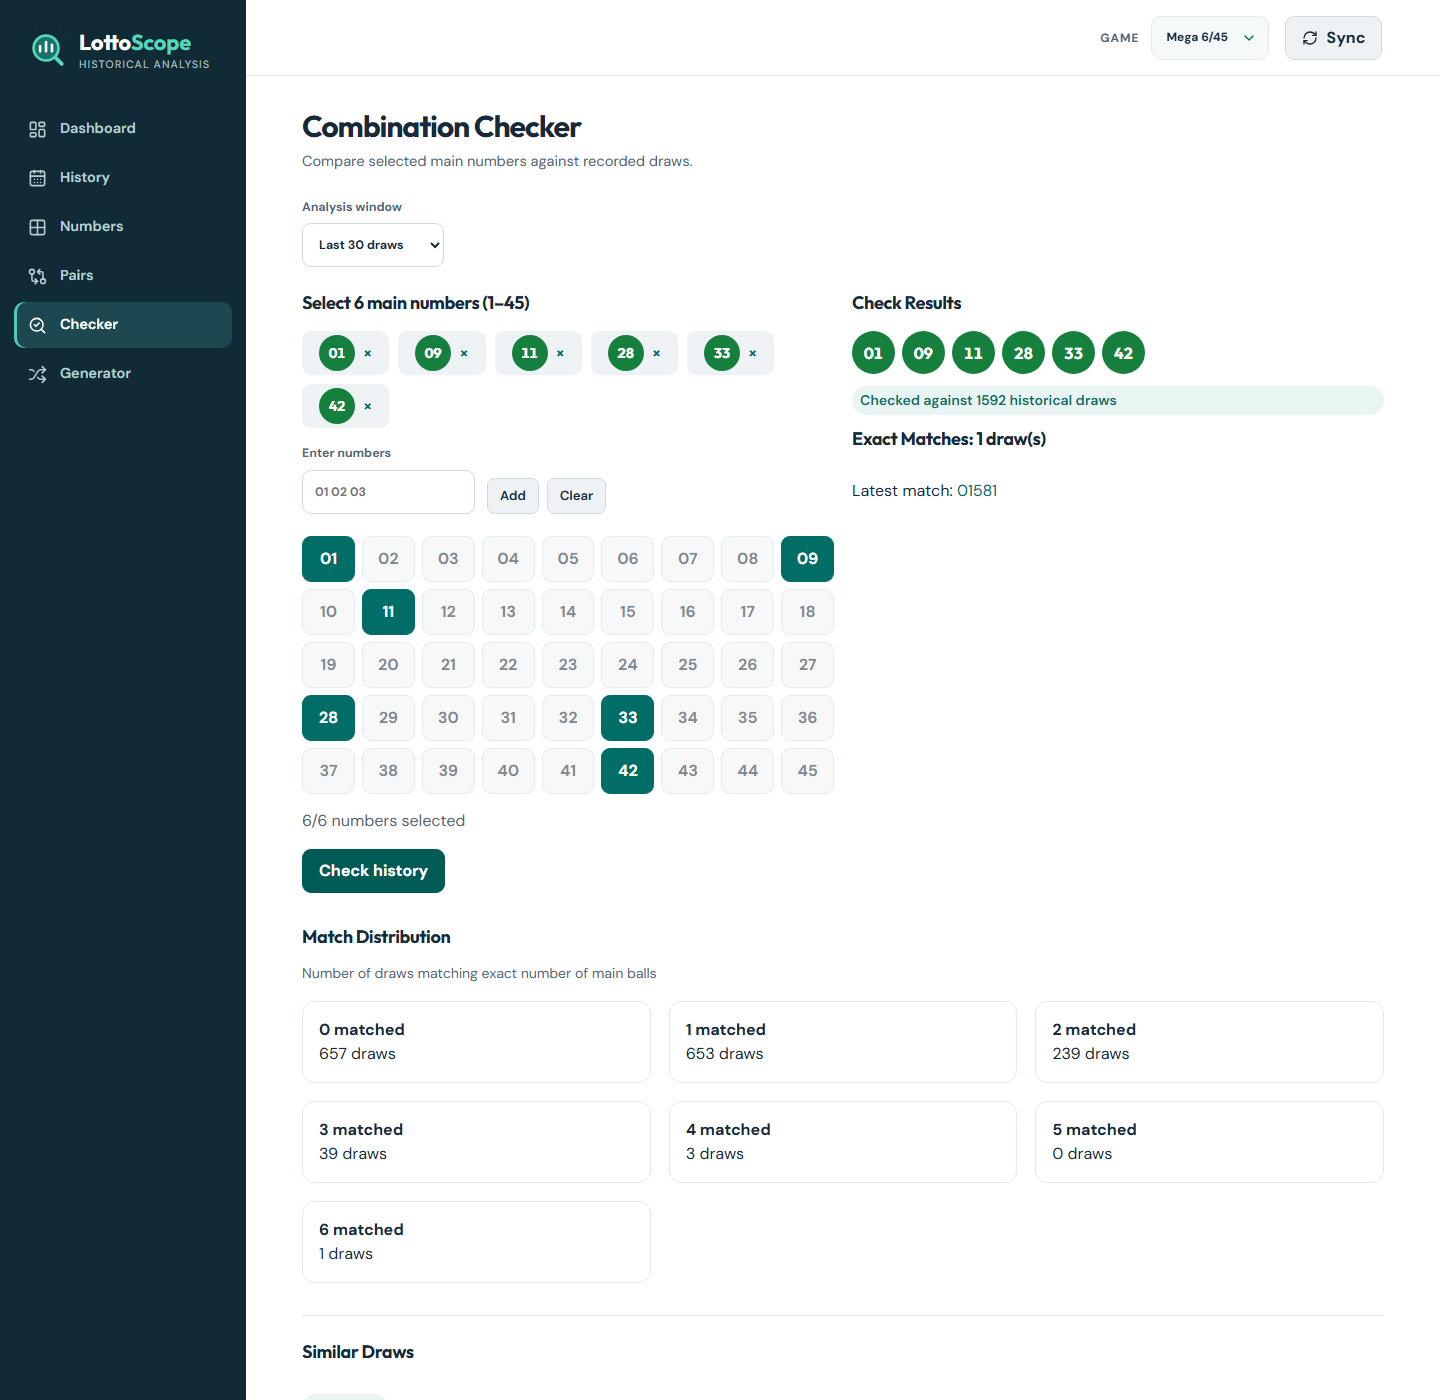 LottoScope
HISTORICAL ANALYSIS
Dashboard
History
Numbers
Pairs
Checker
Generator
GAME
Mega 6/45
Sync
Combination Checker
Compare selected main numbers against recorded draws.
Analysis window
Last 30 draws
Select 6 main numbers (1–45)
01 × 09 × 11 × 28 × 33 ×
42 ×
Enter numbers
01 02 03
Add
Clear
01 02 03 04 05 06 07 08 09
10 11 12 13 14 15 16 17 18
19 20 21 22 23 24 25 26 27
28 29 30 31 32 33 34 35 36
37 38 39 40 41 42 43 44 45
6/6 numbers selected
Check history
Check Results
01 09 11 28 33 42
Checked against 1592 historical draws
Exact Matches: 1 draw(s)
Latest match: 01581
Match Distribution
Number of draws matching exact number of main balls
0 matched
657 draws
1 matched
653 draws
2 matched
239 draws
3 matched
39 draws
4 matched
3 draws
5 matched
0 draws
6 matched
1 draws
Similar Draws